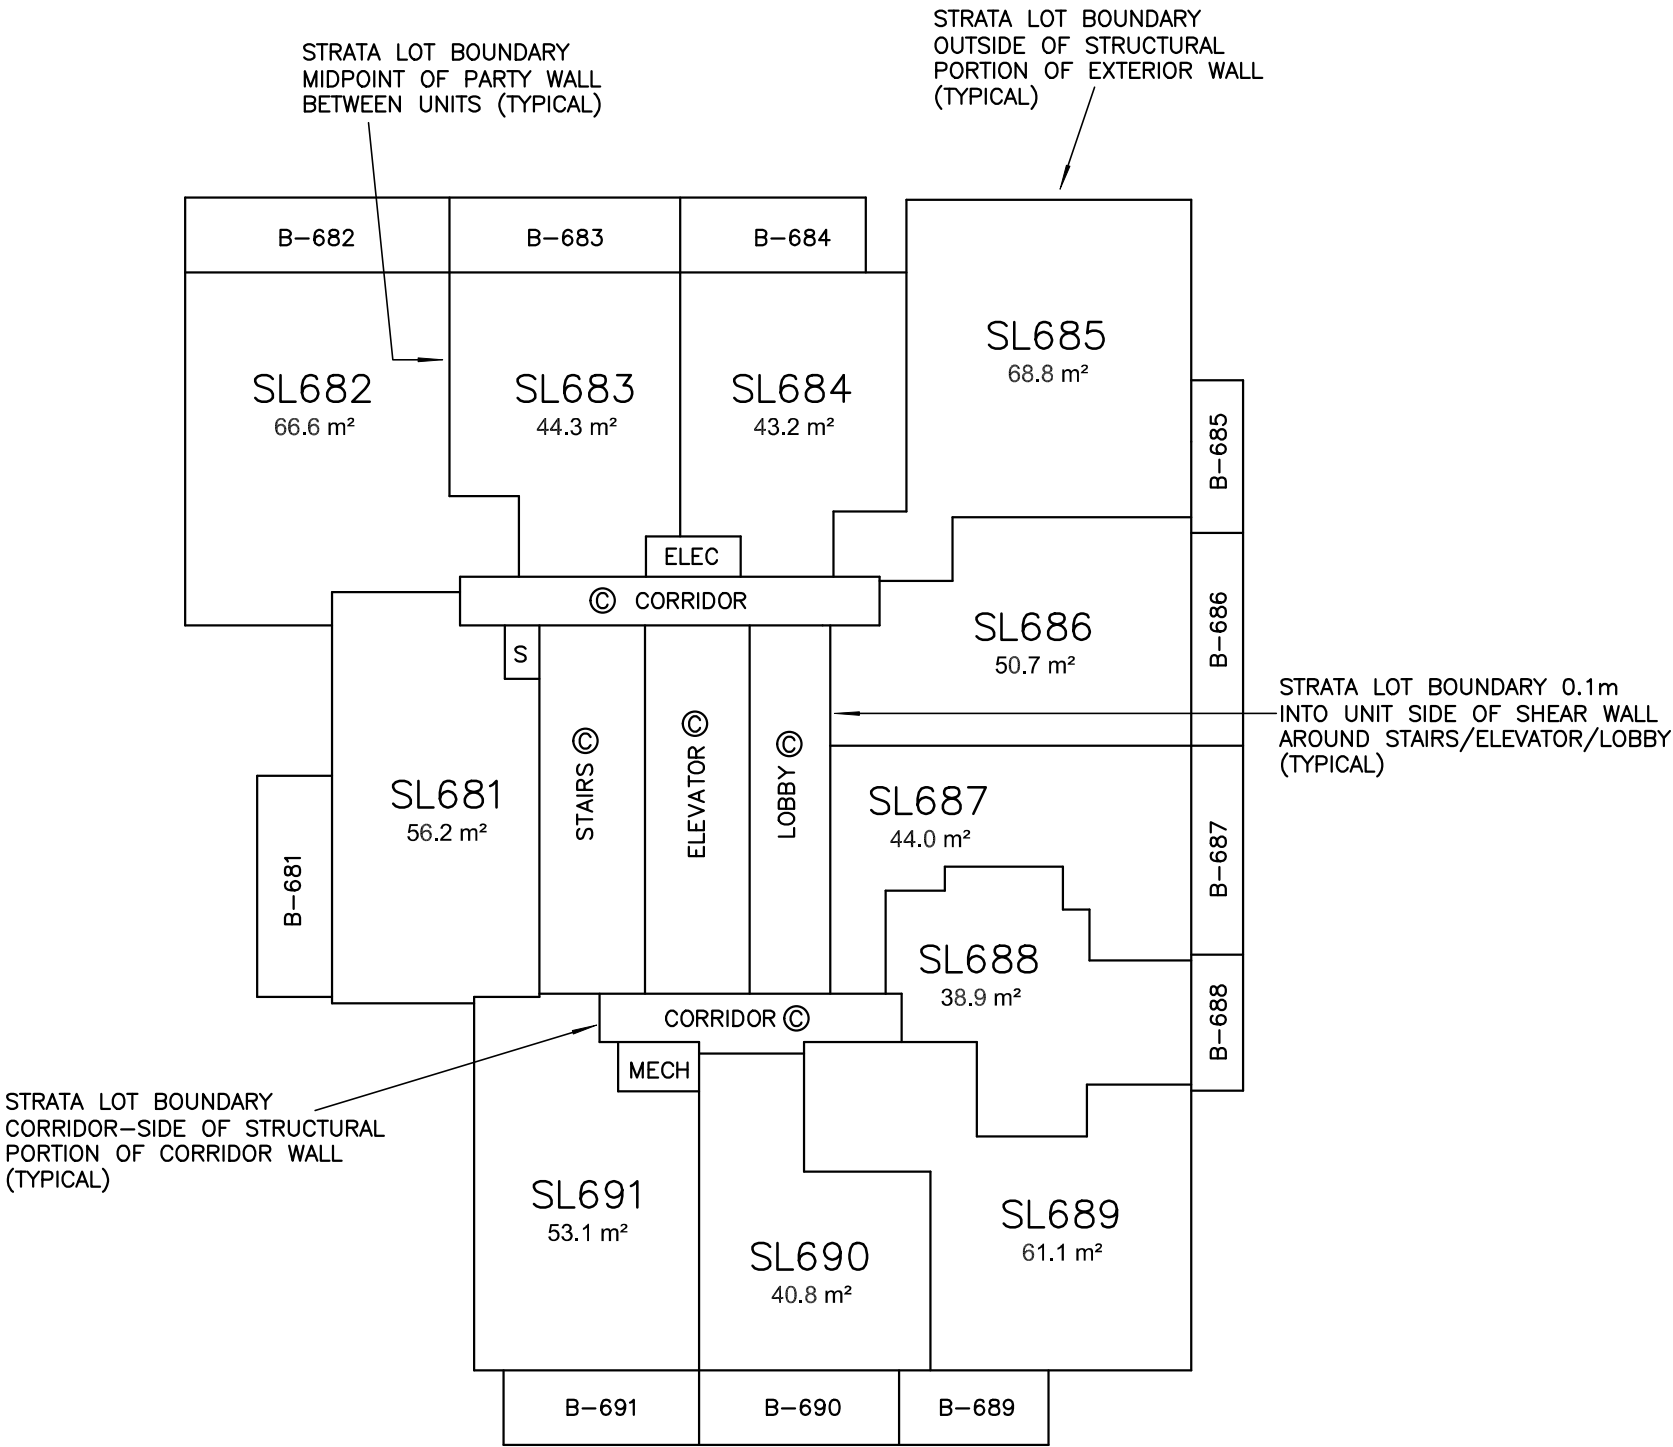 STRATA LOT BOUNDARY
OUTSIDE OF STRUCTURAL
PORTION OF EXTERIOR WALL
(TYPICAL)
STRATA LOT BOUNDARY
MIDPOINT OF PARTY WALL
BETWEEN UNITS (TYPICAL)
B-682
B-683
B-684
SL685
68.8 m²
SL682
66.6 m²
SL683
44.3 m²
SL684
43.2 m²
B-685
ELEC
© CORRIDOR
SL686
50.7 m²
B-686
S
STRATA LOT BOUNDARY 0.1m
INTO UNIT SIDE OF SHEAR WALL
AROUND STAIRS/ELEVATOR/LOBBY
(TYPICAL)
STAIRS ©
ELEVATOR ©
LOBBY ©
SL681
56.2 m²
SL687
44.0 m²
B-681
B-687
SL688
38.9 m²
B-688
CORRIDOR ©
MECH
STRATA LOT BOUNDARY
CORRIDOR-SIDE OF STRUCTURAL
PORTION OF CORRIDOR WALL
(TYPICAL)
SL691
53.1 m²
SL690
40.8 m²
SL689
61.1 m²
B-691
B-690
B-689